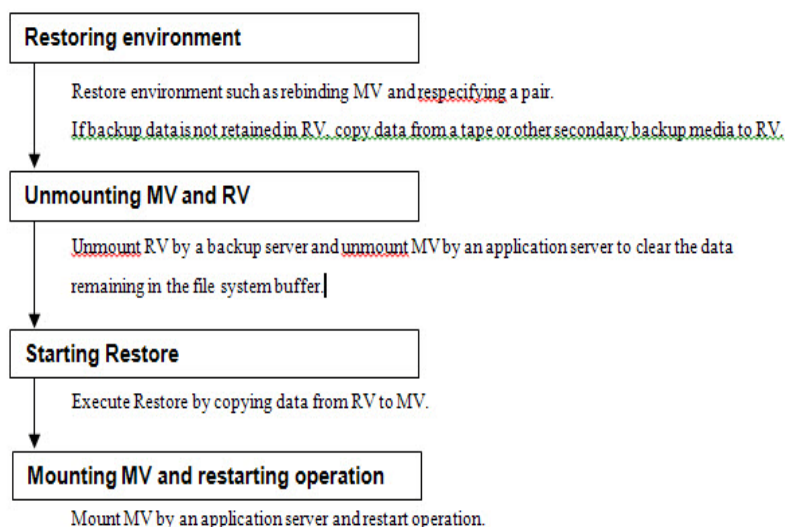 Restoring environment
Restore environment such as rebinding MV and respecifying a pair.
If backup data is not retained in RV, copy data from a tape or other secondary backup media to RV.
Unmounting MV and RV
Unmount RV by a backup server and unmount MV by an application server to clear the data
remaining in the file system buffer.
Starting Restore
Execute Restore by copying data from RV to MV.
Mounting MV and restarting operation
Mount MV by an application server and restart operation.